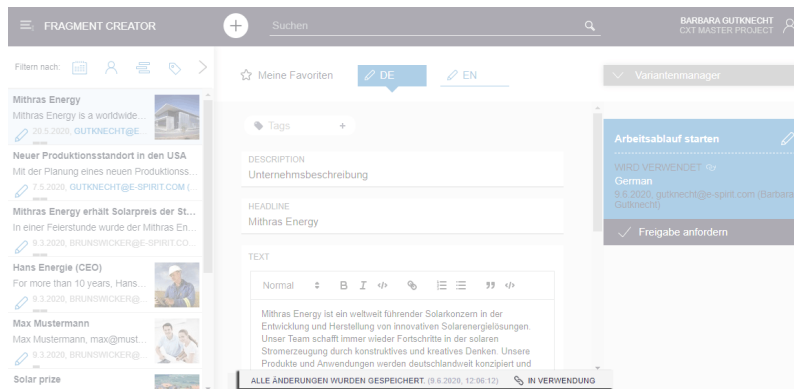 FRAGMENT CREATOR
Suchen
BARBARA GUTKNECHT
CXT MASTER PROJECT
Filtern nach:
Meine Favoriten
DE
EN
Variantenmanager
Mithras Energy
Mithras Energy is a worldwide...
20.5.2020, GUTKNECHT@E...
Neuer Produktionsstandort in den USA
Mit der Planung eines neuen Produktionss...
7.5.2020, GUTKNECHT@E-SPIRIT.COM (...
Mithras Energy erhält Solarpreis der St...
In einer Feierstunde wurde der Mithras En...
9.3.2020, BRUNSWICKER@E-SPIRIT.CO...
Hans Energie (CEO)
For more than 10 years, Hans...
9.3.2020, BRUNSWICKER@...
Max Mustermann
Max Mustermann, max@must...
9.3.2020, BRUNSWICKER@...
Solar prize
Tags +
DESCRIPTION
Unternehmsbeschreibung
HEADLINE
Mithras Energy
TEXT
Normal B I
Mithras Energy ist ein weltweit führender Solarkonzern in der
Entwicklung und Herstellung von innovativen Solarenergielösungen.
Unser Team schafft immer wieder Fortschritte in der solaren
Stromerzeugung durch konstruktives und kreatives Denken. Unsere
Produkte und Anwendungen werden deutschlandweit konzipiert und
ALLE ÄNDERUNGEN WURDEN GESPEICHERT. (9.6.2020, 12:06:12) IN VERWENDUNG
Arbeitsablauf starten
WIRD VERWENDET
German
9.6.2020, gutknecht@e-spirit.com (Barbara
Gutknecht)
Freigabe anfordern